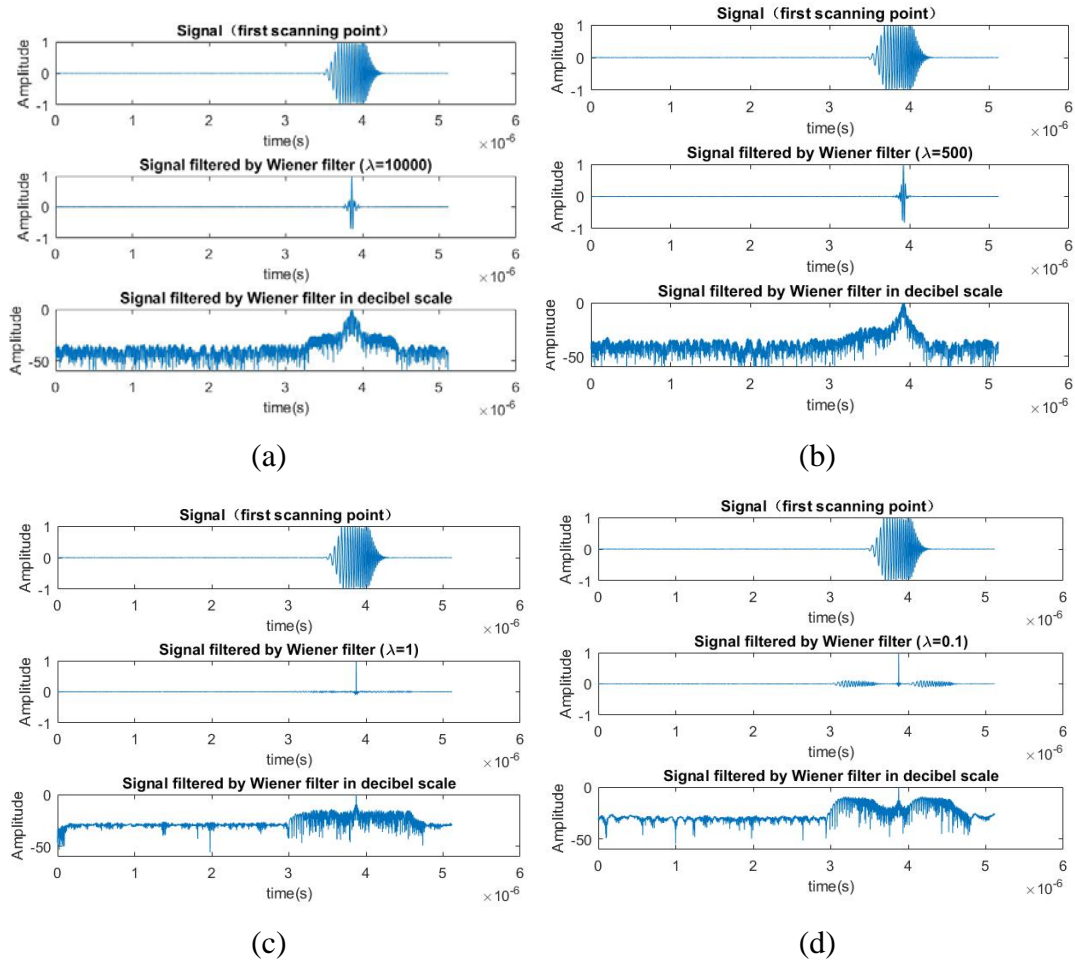 Signal（first scanning point）
Amplitude
1
0
-1
0 1 2 3 4 5 6
time(s)
×10-6
Signal filtered by Wiener filter (λ=10000)
Amplitude
1
0
-1
0 1 2 3 4 5 6
time(s)
×10-6
Signal filtered by Wiener filter in decibel scale
Amplitude
0
-50
0 1 2 3 4 5 6
time(s)
×10-6
(a)
Signal（first scanning point）
Amplitude
1
0
-1
0 1 2 3 4 5 6
time(s)
×10-6
Signal filtered by Wiener filter (λ=500)
Amplitude
1
0
-1
0 1 2 3 4 5 6
time(s)
×10-6
Signal filtered by Wiener filter in decibel scale
Amplitude
0
-50
0 1 2 3 4 5 6
time(s)
×10-6
(b)
Signal（first scanning point）
Amplitude
1
0
-1
0 1 2 3 4 5 6
time(s)
×10-6
Signal filtered by Wiener filter (λ=1)
Amplitude
1
0
-1
0 1 2 3 4 5 6
time(s)
×10-6
Signal filtered by Wiener filter in decibel scale
Amplitude
0
-50
0 1 2 3 4 5 6
time(s)
×10-6
(c)
Signal（first scanning point）
Amplitude
1
0
-1
0 1 2 3 4 5 6
time(s)
×10-6
Signal filtered by Wiener filter (λ=0.1)
Amplitude
1
0
-1
0 1 2 3 4 5 6
time(s)
×10-6
Signal filtered by Wiener filter in decibel scale
Amplitude
0
-50
0 1 2 3 4 5 6
time(s)
×10-6
(d)